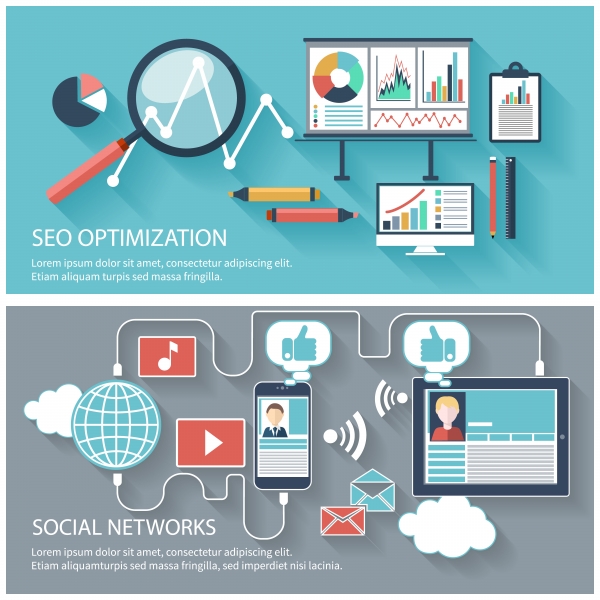 SEO OPTIMIZATION
Lorem ipsum dolor sit amet, consectetur adipiscing elit.
Etiam aliquam turpis sed massa fringilla.
SOCIAL NETWORKS
Lorem ipsum dolor sit amet, consectetur adipiscing elit.
Etiam aliquamturpis sed massa fringilla, sed imperdiet nisi lacinia.